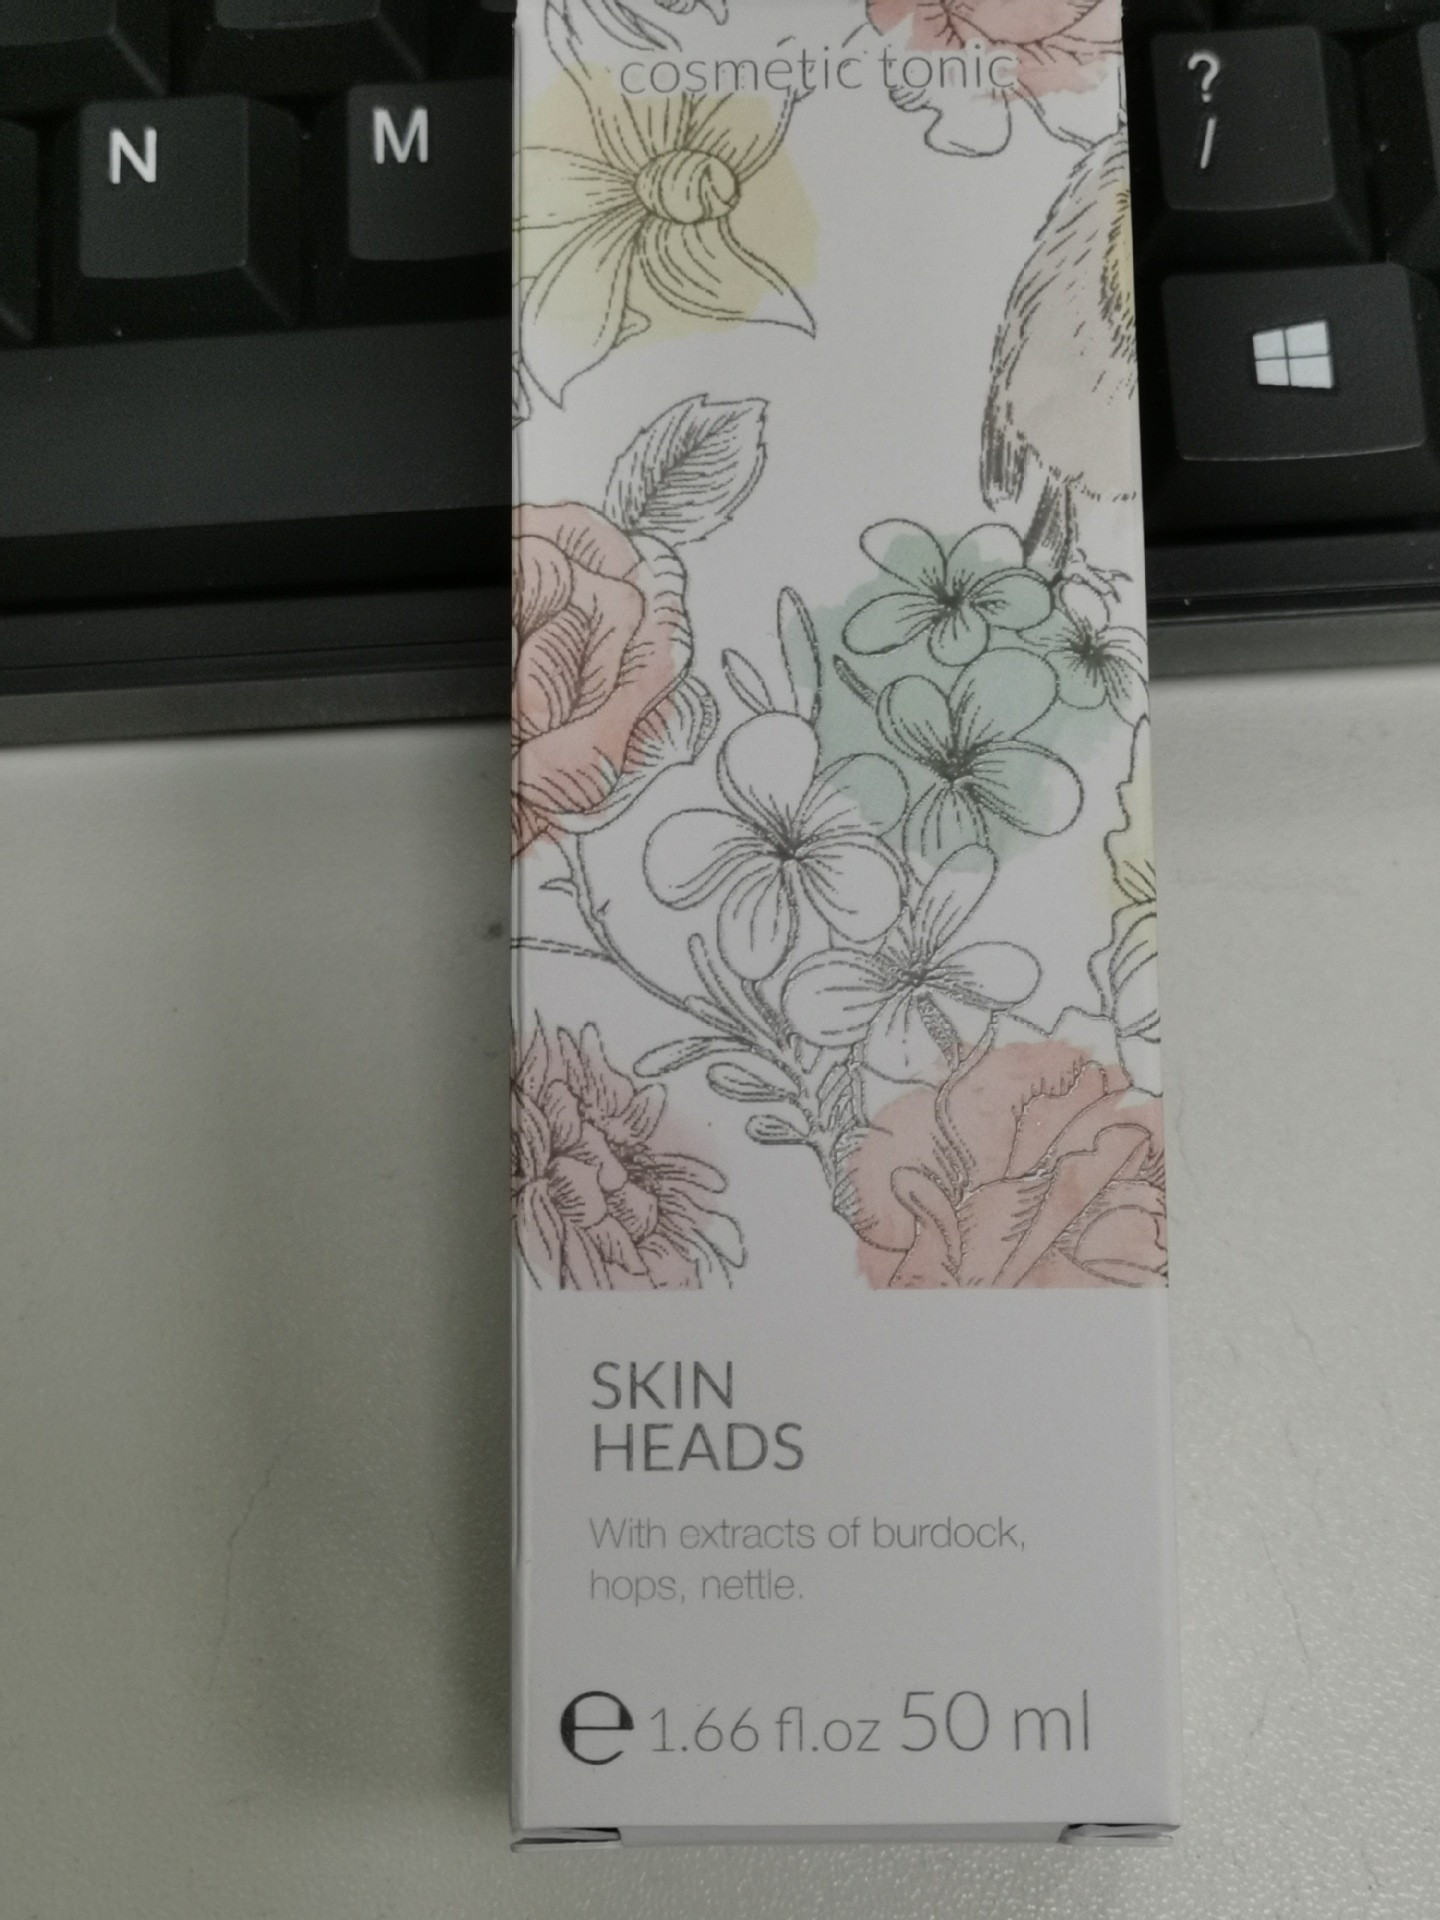 cosmetic tonic
N
M
?
/
SKIN
HEADS
With extracts of burdock,
hops, nettle.
e 1.66 fl.oz 50 ml